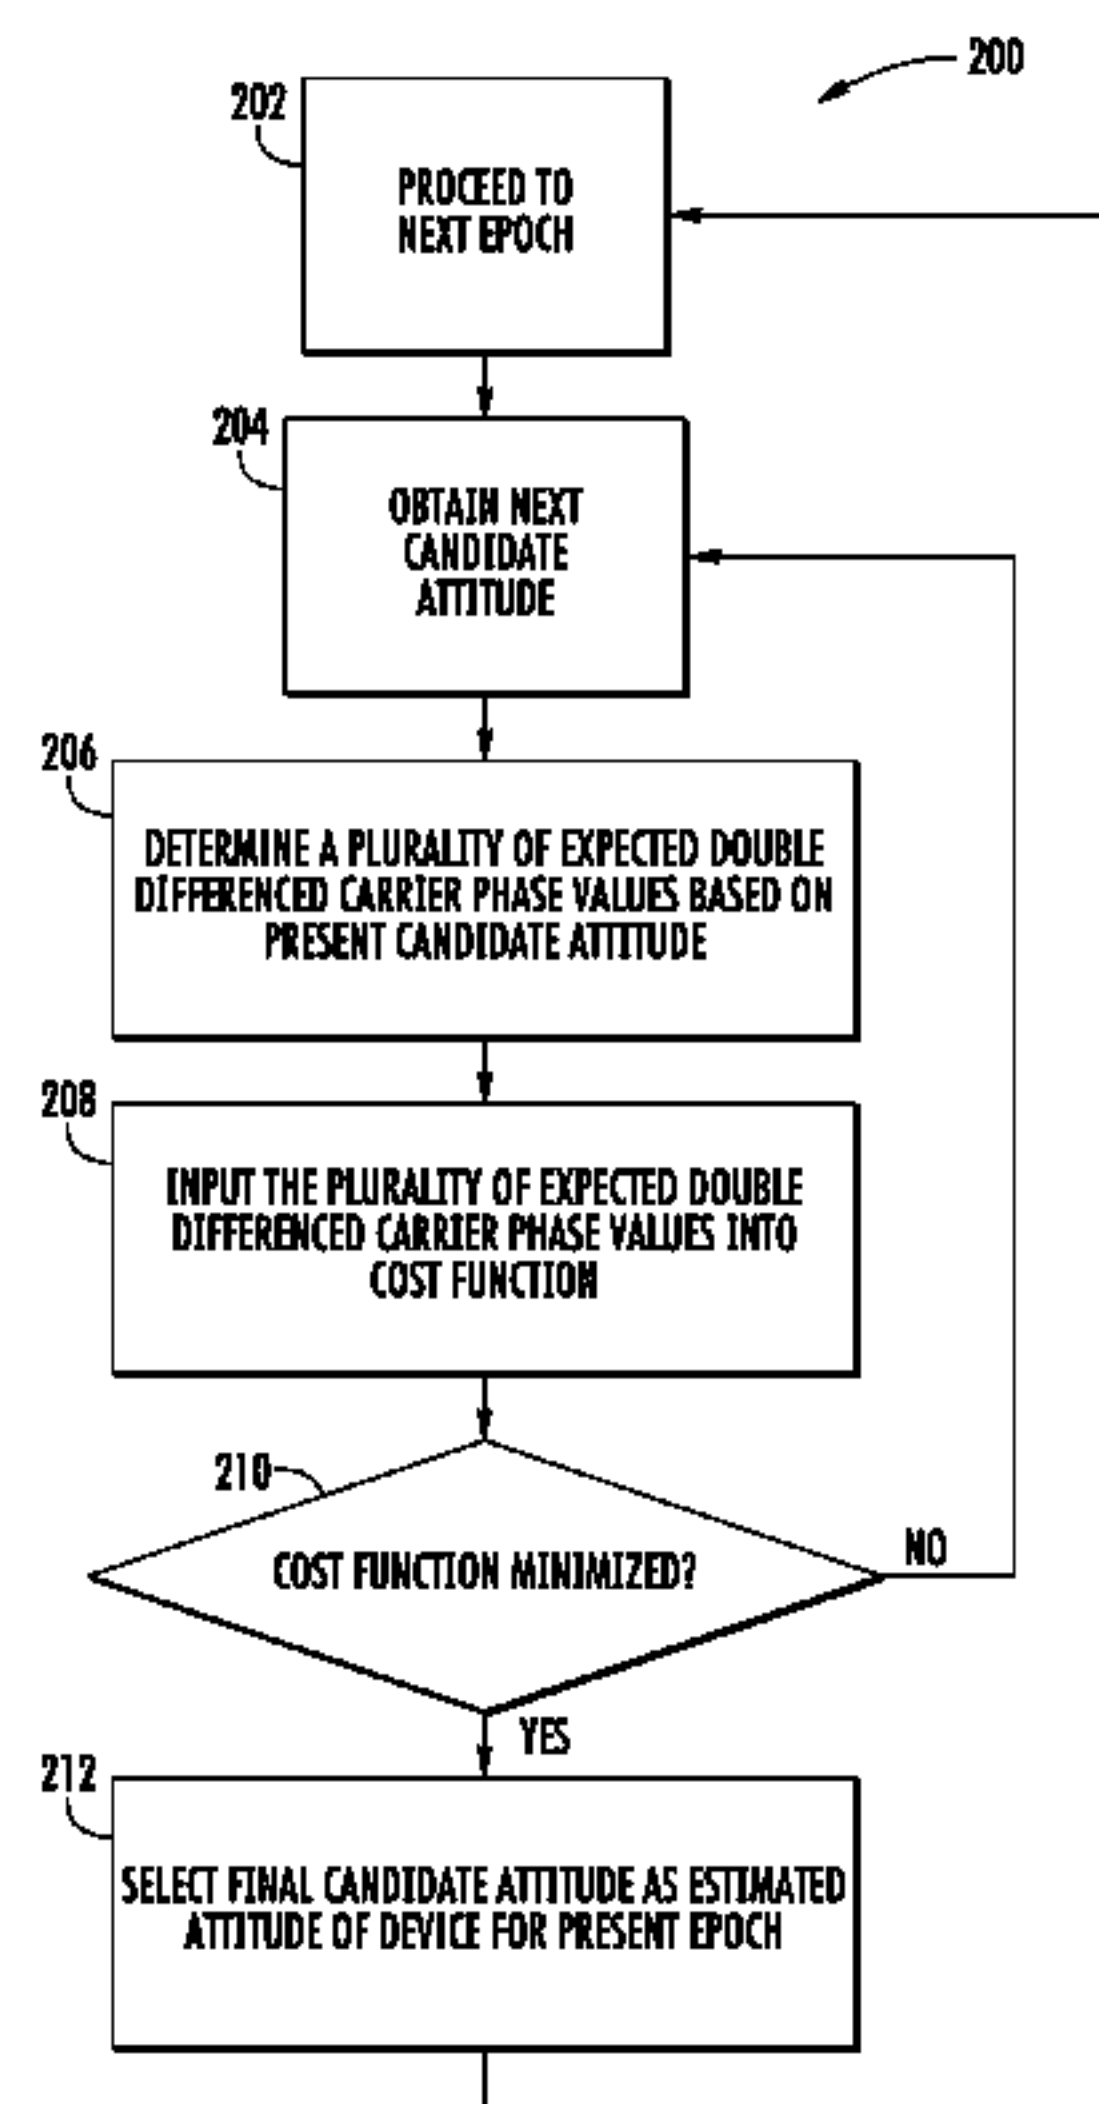 200
202
PROCEED TO
NEXT EPOCH
204
OBTAIN NEXT
CANDIDATE
ATTITUDE
206
DETERMINE A PLURALITY OF EXPECTED DOUBLE
DIFFERENCED CARRIER PHASE VALUES BASED ON
PRESENT CANDIDATE ATTITUDE
208
INPUT THE PLURALITY OF EXPECTED DOUBLE
DIFFERENCED CARRIER PHASE VALUES INTO
COST FUNCTION
210
COST FUNCTION MINIMIZED?
NO
YES
212
SELECT FINAL CANDIDATE ATTITUDE AS ESTIMATED
ATTITUDE OF DEVICE FOR PRESENT EPOCH